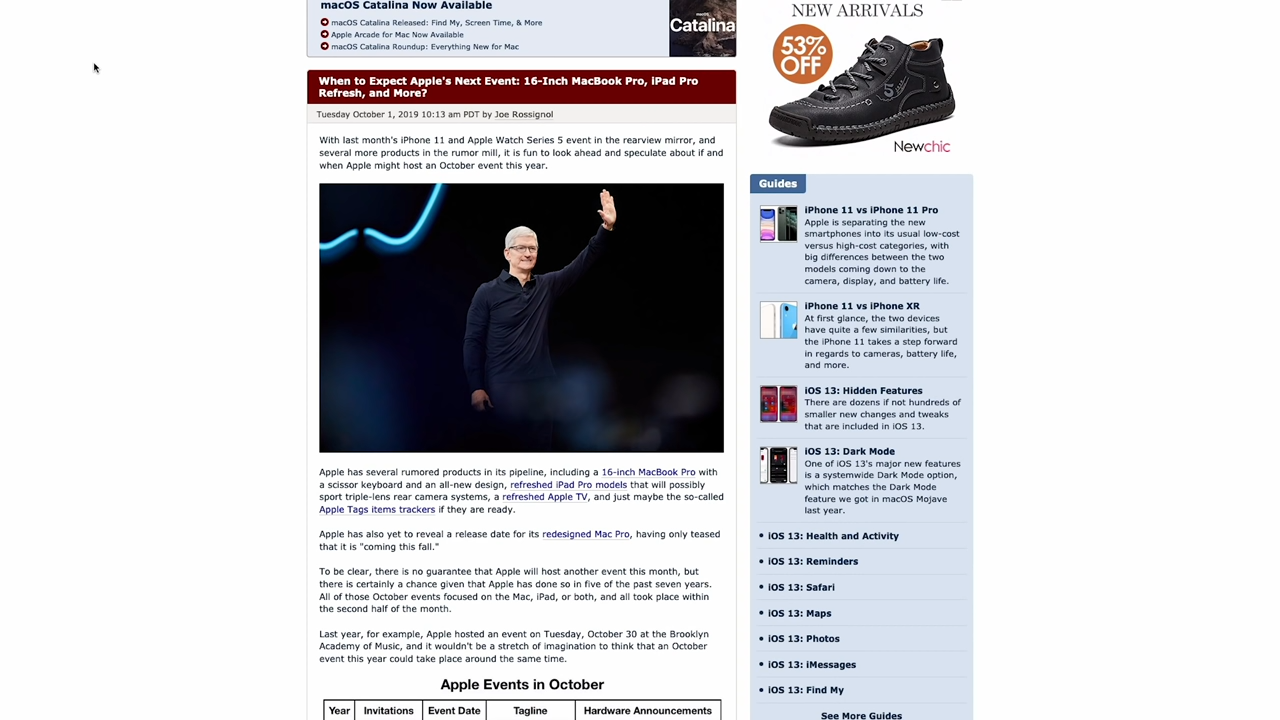 macOS Catalina Now Available
macOS Catalina Released: Find My, Screen Time, & More
Apple Arcade for Mac Now Available
macOS Catalina Roundup: Everything New for Mac
macOS
Catalina
When to Expect Apple's Next Event: 16-Inch MacBook Pro, iPad Pro
Refresh, and More?
Tuesday October 1, 2019 10:13 am PDT by Joe Rossignol
With last month's iPhone 11 and Apple Watch Series 5 event in the rearview mirror, and
several more products in the rumor mill, it is fun to look ahead and speculate about if and
when Apple might host an October event this year.
Apple has several rumored products in its pipeline, including a 16-inch MacBook Pro with
a scissor keyboard and an all-new design, refreshed iPad Pro models that will possibly
sport triple-lens rear camera systems, a refreshed Apple TV, and just maybe the so-called
Apple Tags items trackers if they are ready.
Apple has also yet to reveal a release date for its redesigned Mac Pro, having only teased
that it is "coming this fall."
To be clear, there is no guarantee that Apple will host another event this month, but
there is certainly a chance given that Apple has done so in five of the past seven years.
All of those October events focused on the Mac, iPad, or both, and all took place within
the second half of the month.
Last year, for example, Apple hosted an event on Tuesday, October 30 at the Brooklyn
Academy of Music, and it wouldn't be a stretch of imagination to think that an October
event this year could take place around the same time.
Apple Events in October
Year Invitations Event Date Tagline Hardware Announcements
NEW ARRIVALS
53%
OFF
Newchic
Guides
iPhone 11 vs iPhone 11 Pro
Apple is separating the new
smartphones into its usual low-cost
versus high-cost categories, with
big differences between the two
models coming down to the
camera, display, and battery life.
iPhone 11 vs iPhone XR
At first glance, the two devices
have quite a few similarities, but
the iPhone 11 takes a step forward
in regards to cameras, battery life,
and more.
iOS 13: Hidden Features
There are dozens if not hundreds of
smaller new changes and tweaks
that are included in iOS 13.
iOS 13: Dark Mode
One of iOS 13's major new features
is a systemwide Dark Mode option,
which matches the Dark Mode
feature we got in macOS Mojave
last year.
iOS 13: Health and Activity
iOS 13: Reminders
iOS 13: Safari
iOS 13: Maps
iOS 13: Photos
iOS 13: iMessages
iOS 13: Find My
See More Guides